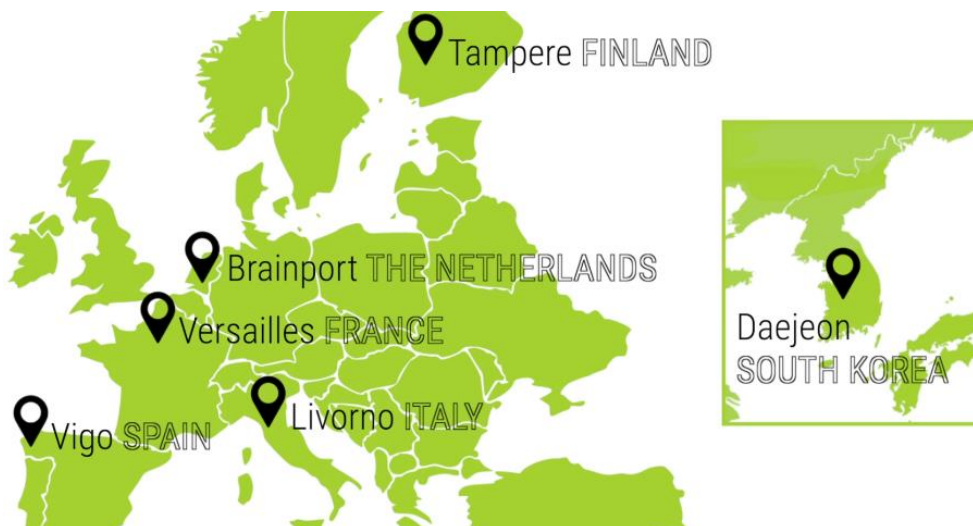 Tampere FINLAND
Brainport THE NETHERLANDS
Versailles FRANCE
Livorno ITALY
Vigo SPAIN
Daejeon
SOUTH KOREA